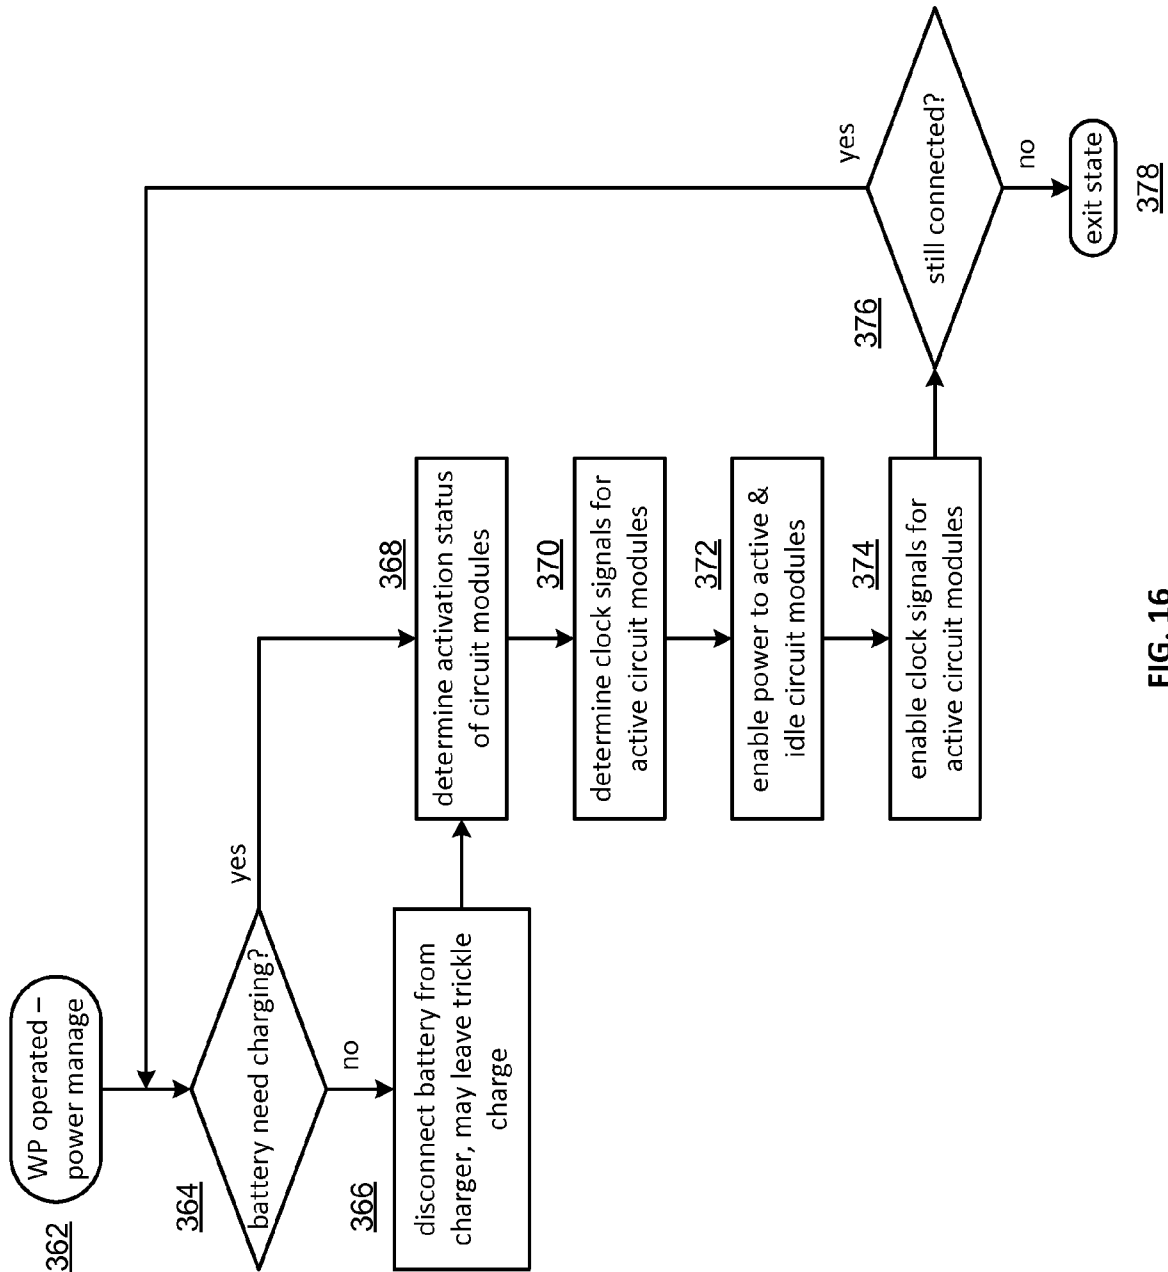 362
WP operated –
power manage
364
battery need charging?
yes
no
366
disconnect battery from
charger, may leave trickle
charge
368
determine activation status
of circuit modules
370
determine clock signals for
active circuit modules
372
enable power to active &
idle circuit modules
374
enable clock signals for
active circuit modules
376
still connected?
yes
no
exit state
378
FIG. 16